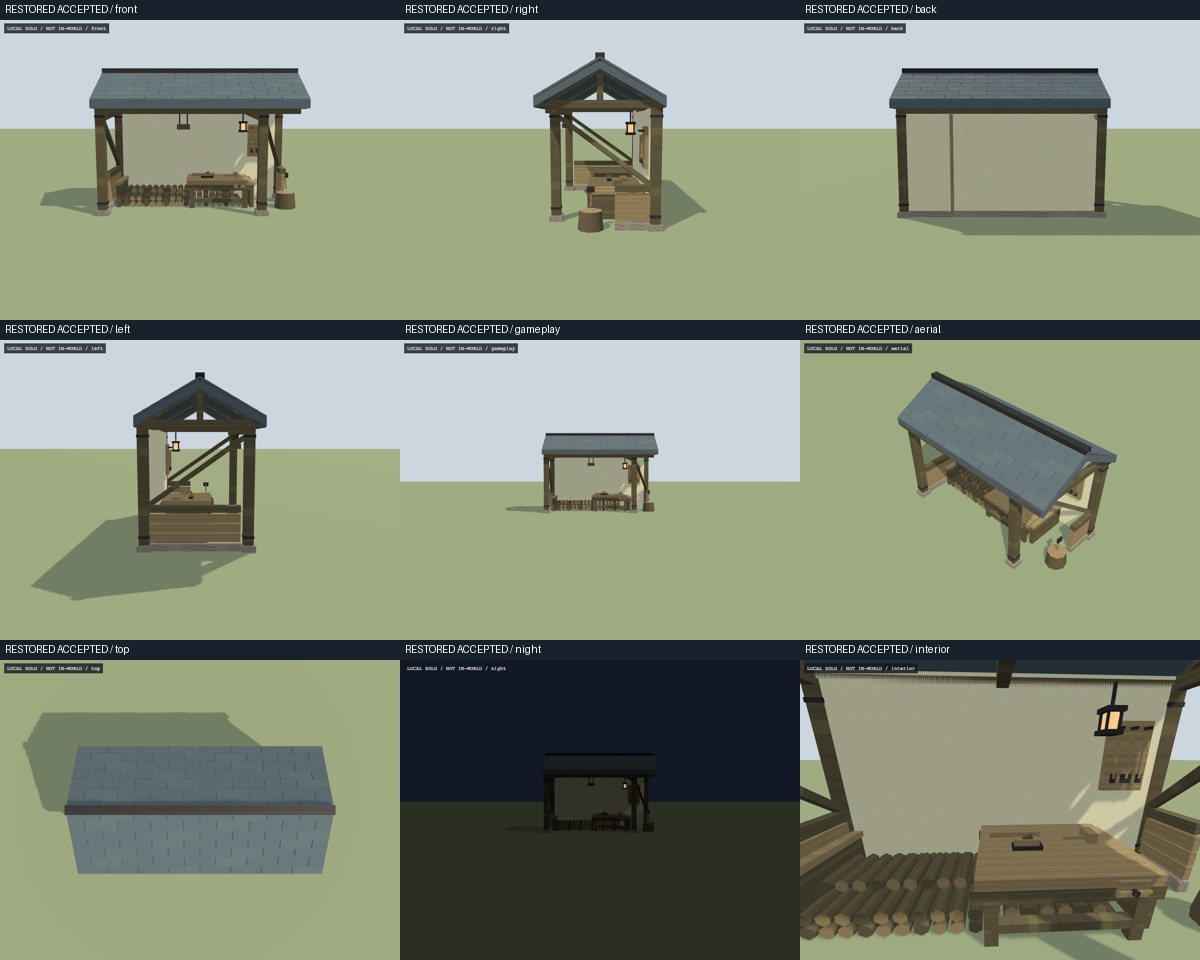 RESTORED ACCEPTED / front
LOCAL SOLO / NOT IN-WORLD / front
RESTORED ACCEPTED / right
LOCAL SOLO / NOT IN-WORLD / right
RESTORED ACCEPTED / back
LOCAL SOLO / NOT IN-WORLD / back
RESTORED ACCEPTED / left
LOCAL SOLO / NOT IN-WORLD / left
RESTORED ACCEPTED / gameplay
LOCAL SOLO / NOT IN-WORLD / gameplay
RESTORED ACCEPTED / aerial
LOCAL SOLO / NOT IN-WORLD / aerial
RESTORED ACCEPTED / top
LOCAL SOLO / NOT IN-WORLD / top
RESTORED ACCEPTED / night
LOCAL SOLO / NOT IN-WORLD / night
RESTORED ACCEPTED / interior
LOCAL SOLO / NOT IN-WORLD / interior